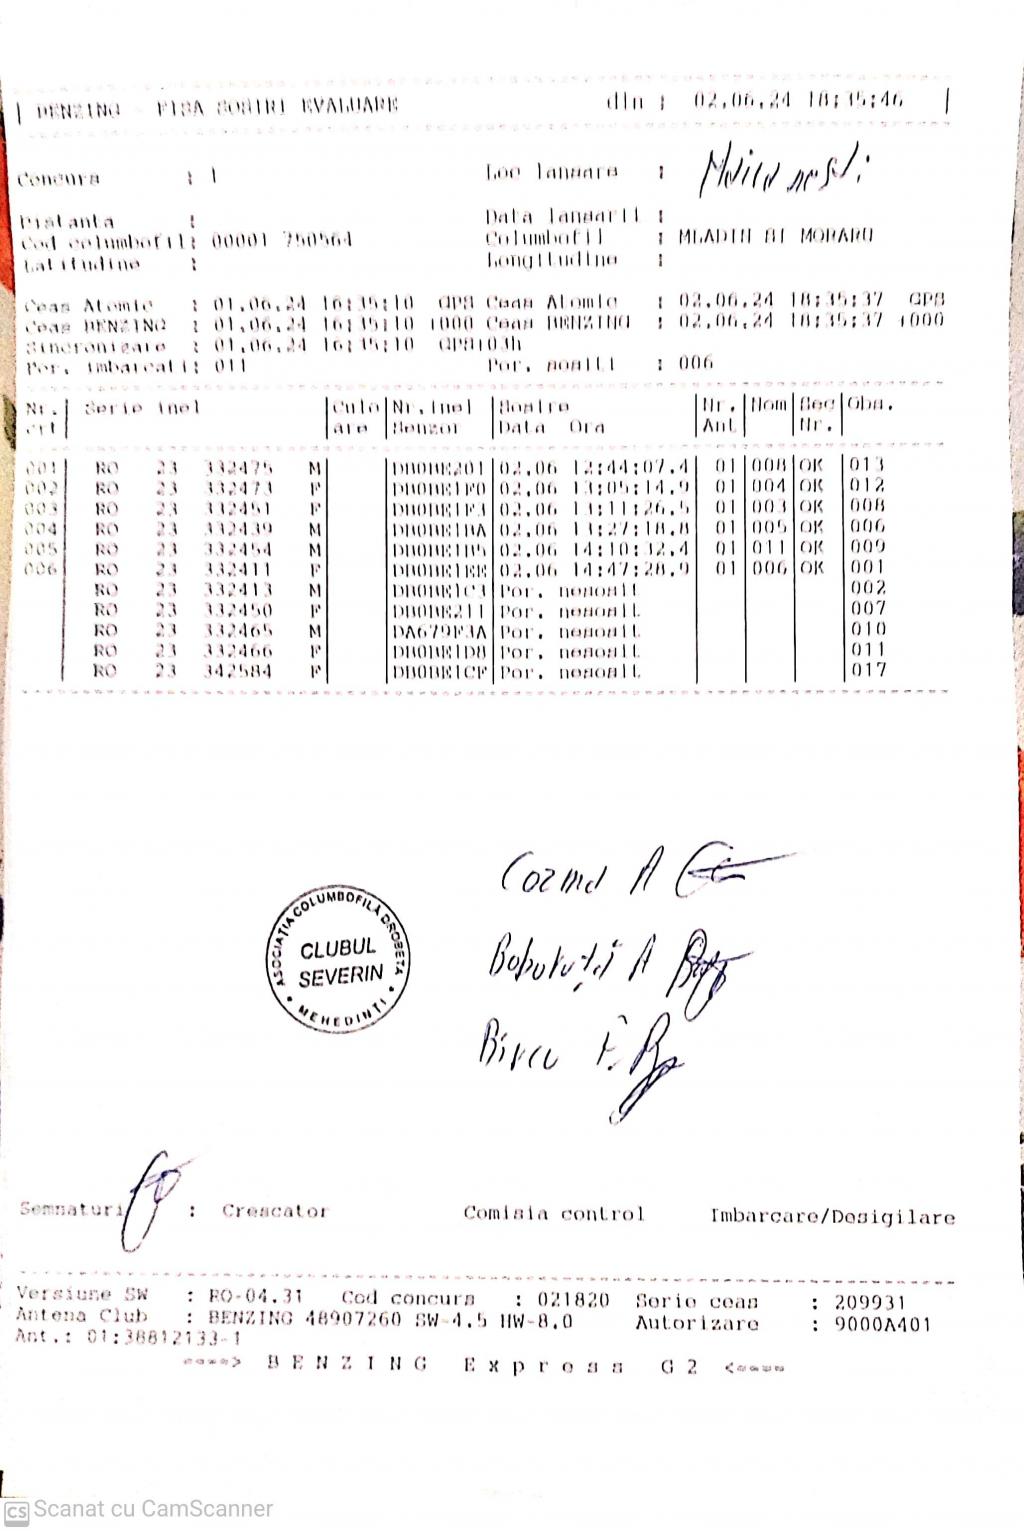 BENZING - FISA SOSIRI EVALUARE din : 02.06.24 18:35:46
Concurs : 1 Loc lansare :
Distanta : Data lansarii :
Cod columbofil: 00001 750564 Columbofil : MLADIN SI MORARU
Latitudine : Longitudine :
Ceas Atomic : 01.06.24 16:35:10 GPS Ceas Atomic : 02.06.24 18:35:37 GPS
Ceas BENZING : 01.06.24 16:35:10 +000 Ceas BENZING : 02.06.24 18:35:37 +000
Sincronizare : 01.06.24 16:35:10 GPS+03h
Por. imbarcati: 011 Por. sositi : 006
Nr. Serie inel Culo Nr.inel Sosire Nr. Nom Sec Obs.
crt are Senzor Data Ora Ant Nr.
001 RO 23 332475 M DB0BE201 02.06 12:44:07.4 01 008 OK 013
002 RO 23 332473 F DB0BE1F0 02.06 13:05:14.9 01 004 OK 012
003 RO 23 332451 F DB0BE1F3 02.06 13:11:26.5 01 003 OK 008
004 RO 23 332439 M DB0BE1BA 02.06 13:27:18.8 01 005 OK 006
005 RO 23 332454 M DB0BE1B5 02.06 14:10:32.4 01 011 OK 009
006 RO 23 332411 F DB0BE1EE 02.06 14:47:28.9 01 006 OK 001
RO 23 332413 M DB0BE1C3 Por. nesosit 002
RO 23 332450 F DB0BE211 Por. nesosit 007
RO 23 332465 M DA679F3A Por. nesosit 010
RO 23 332466 F DB0BE1D8 Por. nesosit 011
RO 23 342584 F DB0BE1CF Por. nesosit 017
Cozma A
ASOCIAȚIA COLUMBOFILĂ DROBETA
CLUBUL
SEVERIN
MEHEDINȚI
Semnaturi : Crescator Comisia control Imbarcare/Desigilare
Versiune SW : RO-04.31 Cod concurs : 021820 Serie ceas : 209931
Antena Club : BENZING 48907260 SW-4.5 HW-8.0 Autorizare : 9000A401
Ant.: 01:38812133-1
====> BENZING Express G2 <====
CS Scanat cu CamScanner